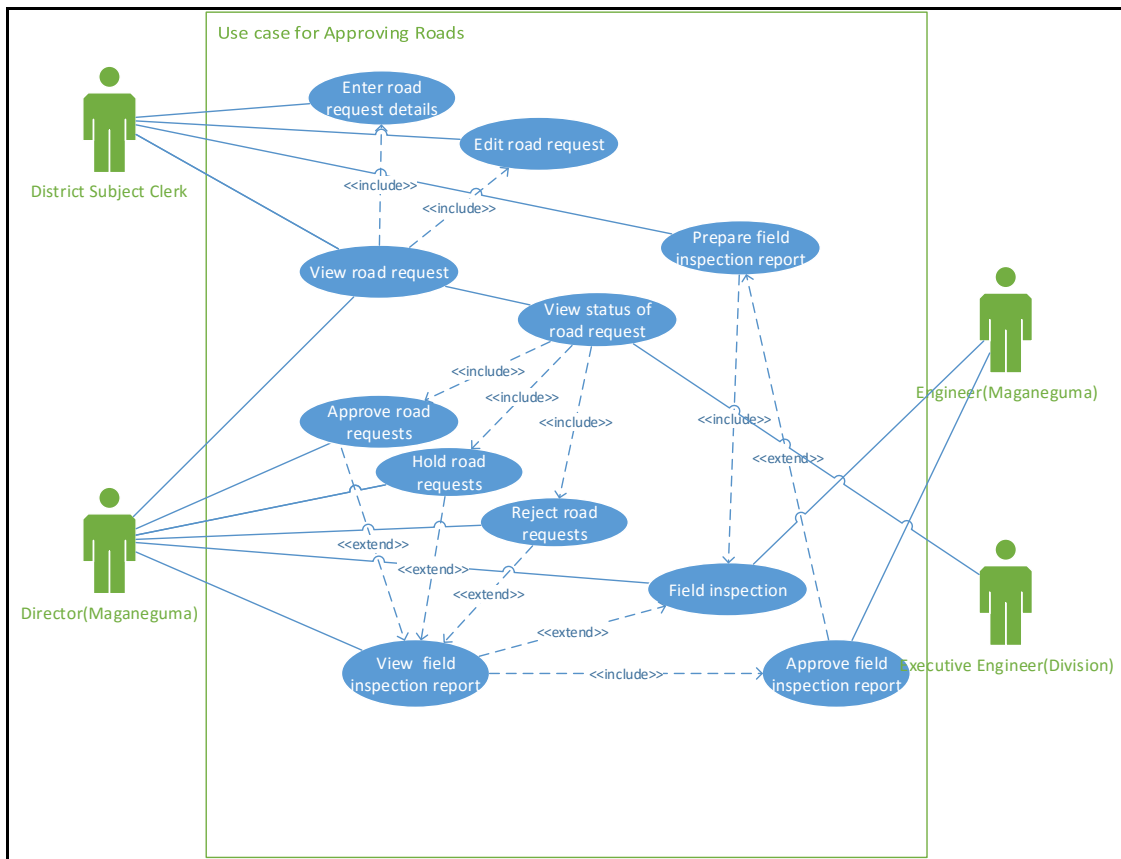 Use case for Approving Roads
Enter road
request details
Edit road request
District Subject Clerk
<<include>>
<<include>>
Prepare field
inspection report
View road request
View status of
road request
<<include>>
Engineer(Maganeguma)
<<include>>
Approve road
requests
<<include>>
<<include>>
Hold road
requests
<<extend>>
Reject road
requests
<<extend>>
<<extend>>
Field inspection
<<extend>>
Director(Maganeguma)
<<extend>>
View field
inspection report
<<include>>
Approve field
inspection report
Executive Engineer(Division)